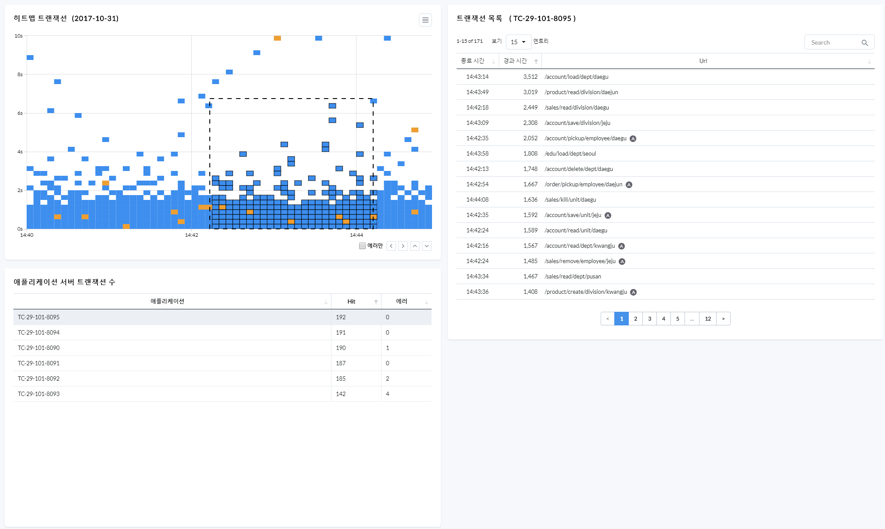 히트맵 트랜잭션 (2017-10-31)
10s
8s
6s
4s
2s
0s
14:40 14:42 14:44
에러만
애플리케이션 서버 트랜잭션 수
애플리케이션 Hit 에러
TC-29-101-8095 192 0
TC-29-101-8094 191 0
TC-29-101-8090 190 1
TC-29-101-8091 187 0
TC-29-101-8092 185 2
TC-29-101-8093 142 4
트랜잭션 목록 ( TC-29-101-8095 )
1-15 of 171 보기 15 엔트리 Search
종료 시간 경과 시간 Url
14:43:14 3,512 /account/load/dept/daegu
14:43:49 3,019 /product/read/division/daejun
14:42:18 2,449 /sales/read/division/daegu
14:43:09 2,308 /account/save/division/jeju
14:42:35 2,052 /account/pickup/employee/daegu A
14:43:58 1,808 /edu/load/dept/seoul
14:42:13 1,748 /account/delete/dept/daegu
14:42:54 1,667 /order/pickup/employee/daejun A
14:44:08 1,636 /sales/kill/unit/daegu
14:42:35 1,592 /account/save/unit/jeju A
14:42:24 1,589 /account/read/unit/daegu
14:42:16 1,567 /account/read/dept/kwangju A
14:42:24 1,485 /sales/remove/employee/jeju A
14:43:34 1,467 /sales/read/dept/pusan
14:43:36 1,408 /product/create/division/kwangju A
< 1 2 3 4 5 ... 12 >